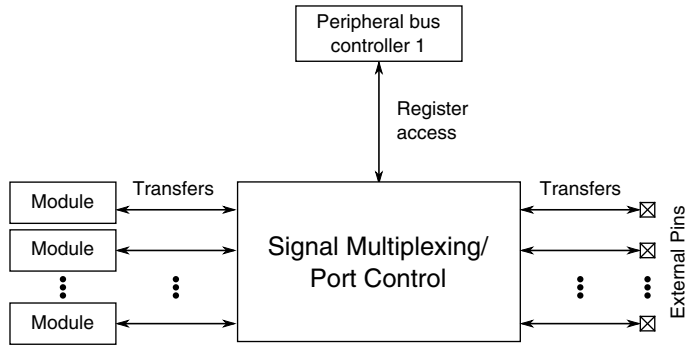 Peripheral bus
controller 1
Register
access
Module
Transfers
Transfers
Module
Signal Multiplexing/
Port Control
Module
External Pins